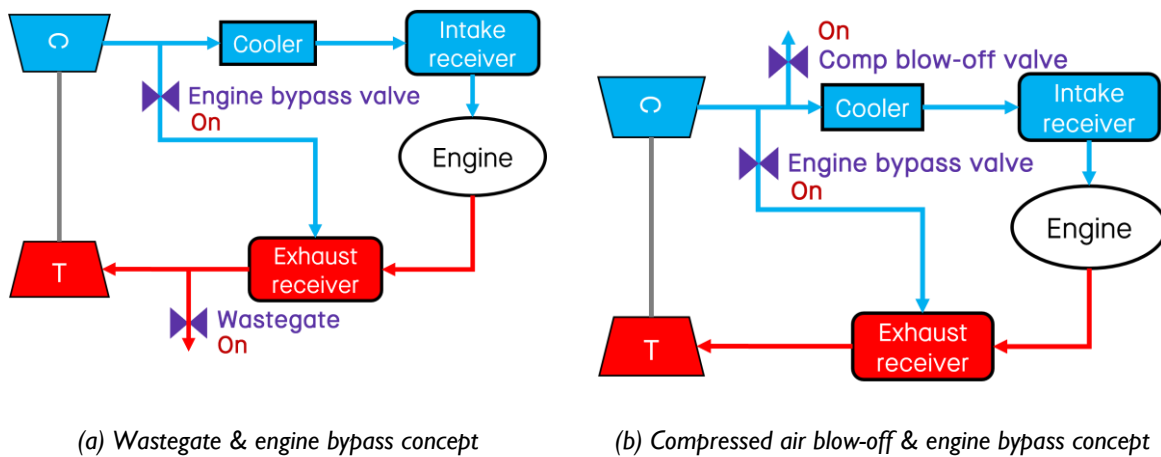 C
Cooler
Intake
receiver
Engine bypass valve
On
Engine
T
Exhaust
receiver
Wastegate
On
(a) Wastegate & engine bypass concept
On
Comp blow-off valve
C
Cooler
Intake
receiver
Engine bypass valve
On
Engine
T
Exhaust
receiver
(b) Compressed air blow-off & engine bypass concept